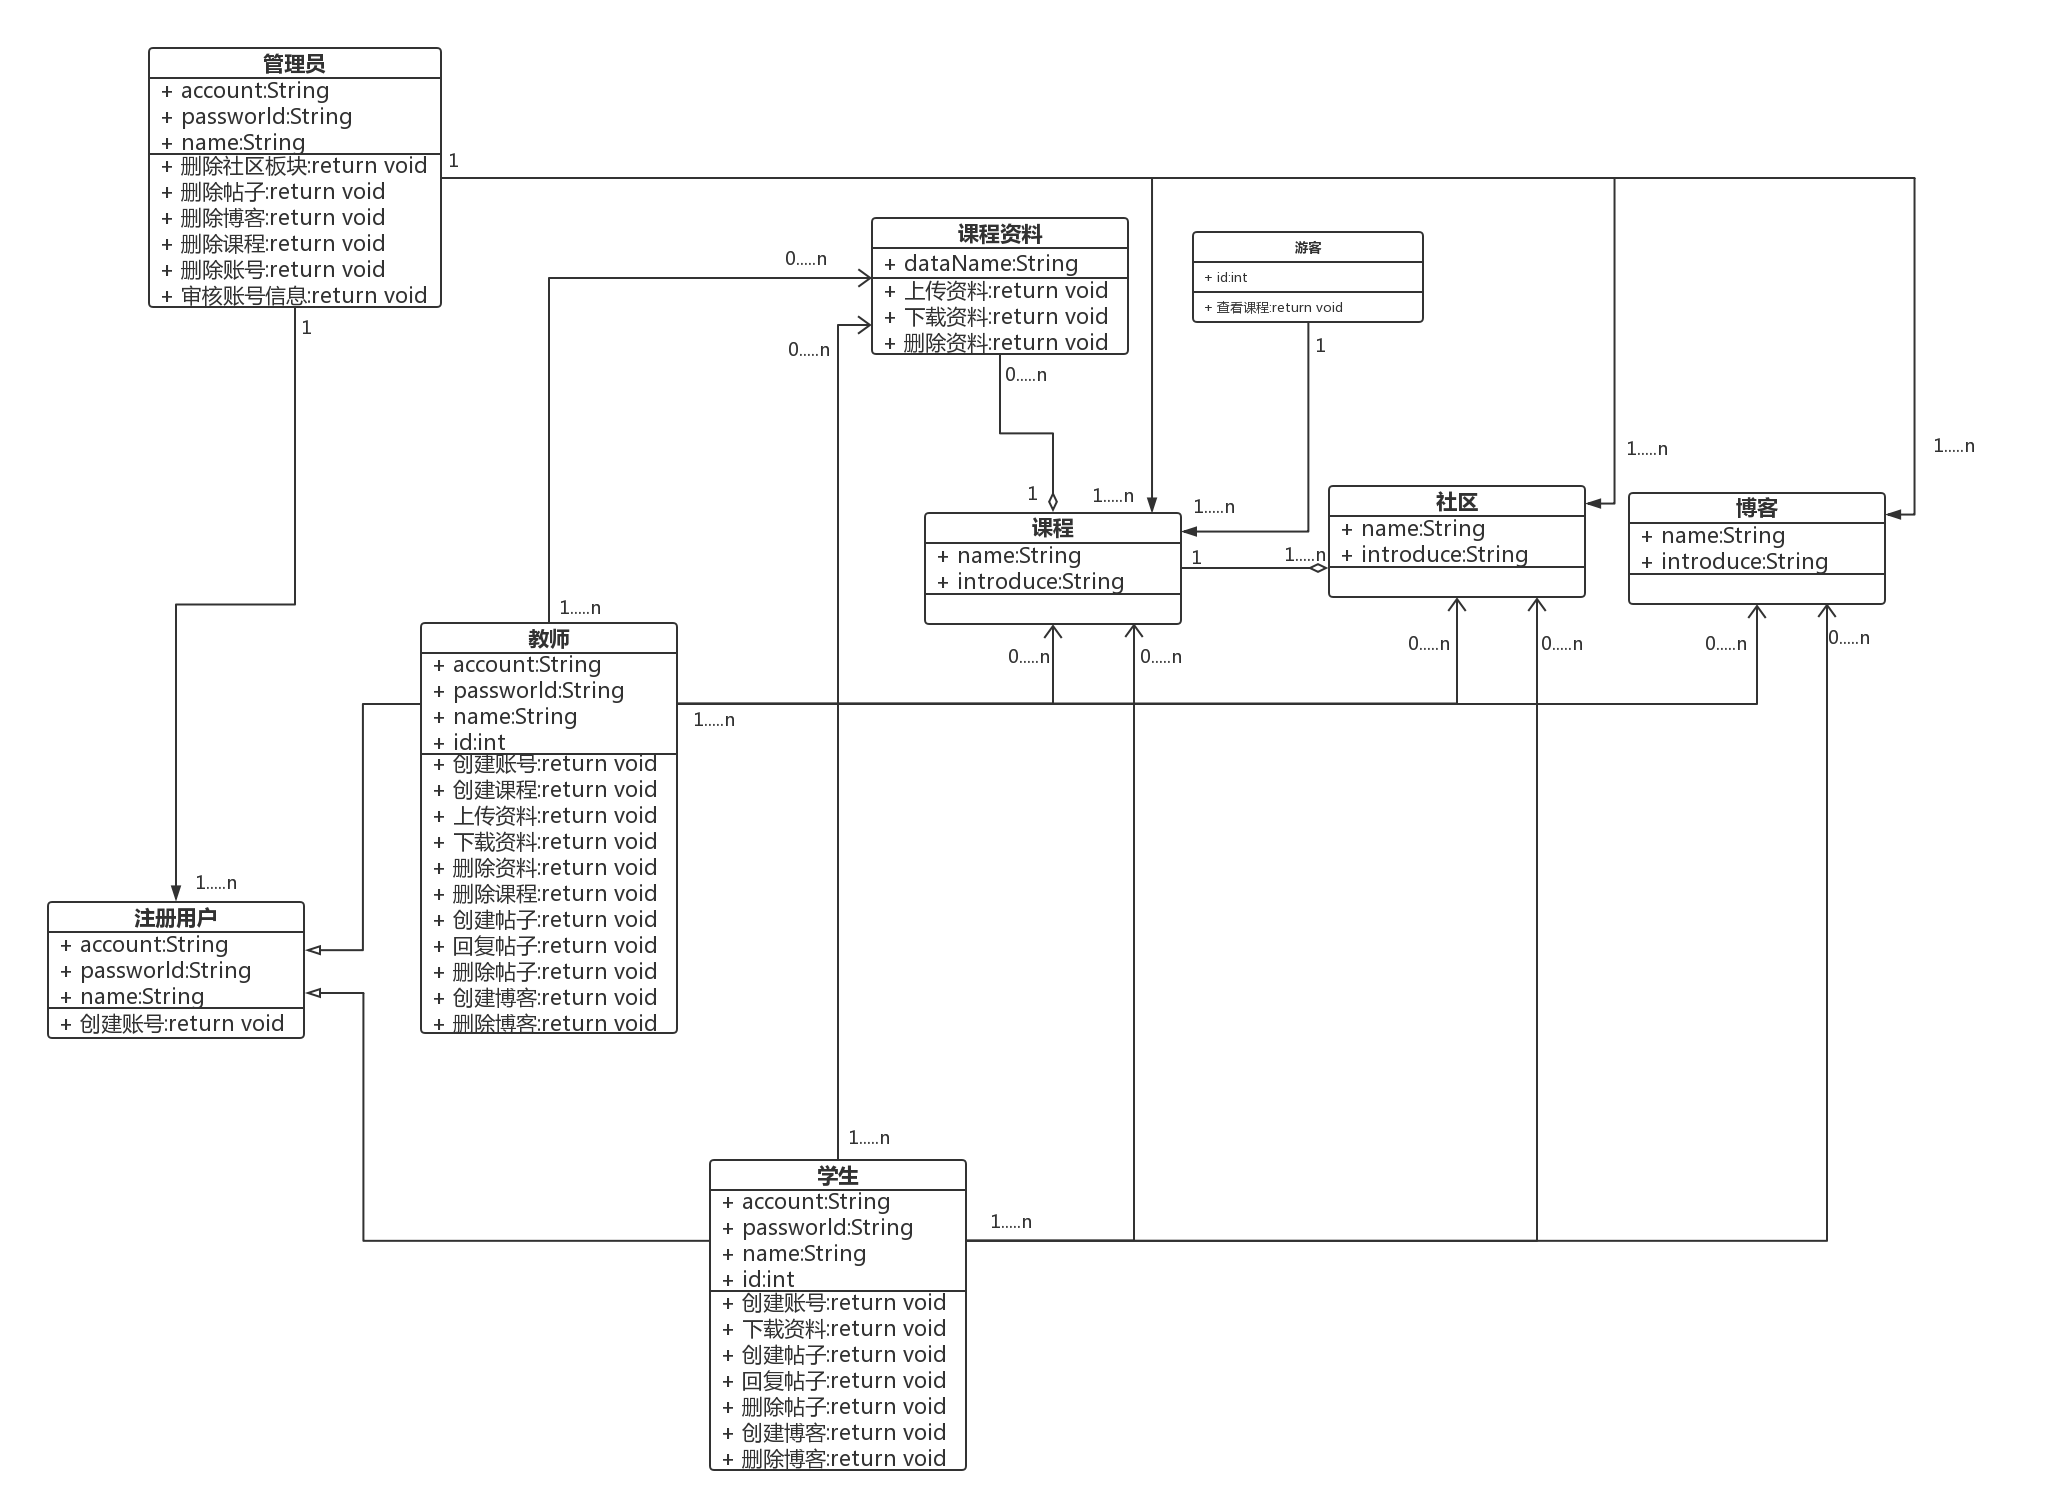 管理员
+ account:String
+ passworld:String
+ name:String
+ 删除社区板块:return void
+ 删除帖子:return void
+ 删除博客:return void
+ 删除课程:return void
+ 删除账号:return void
+ 审核账号信息:return void
1
1
课程资料
+ dataName:String
+ 上传资料:return void
+ 下载资料:return void
+ 删除资料:return void
0.....n
0.....n
0.....n
游客
+ id:int
+ 查看课程:return void
1
1.....n
1.....n
1
1.....n
1.....n
课程
+ name:String
+ introduce:String
1
1.....n
社区
+ name:String
+ introduce:String
博客
+ name:String
+ introduce:String
0.....n
0.....n
0.....n
0.....n
0.....n
0.....n
1.....n
教师
+ account:String
+ passworld:String
+ name:String
+ id:int
+ 创建账号:return void
+ 创建课程:return void
+ 上传资料:return void
+ 下载资料:return void
+ 删除资料:return void
+ 删除课程:return void
+ 创建帖子:return void
+ 回复帖子:return void
+ 删除帖子:return void
+ 创建博客:return void
+ 删除博客:return void
1.....n
1.....n
注册用户
+ account:String
+ passworld:String
+ name:String
+ 创建账号:return void
1.....n
学生
+ account:String
+ passworld:String
+ name:String
+ id:int
+ 创建账号:return void
+ 下载资料:return void
+ 创建帖子:return void
+ 回复帖子:return void
+ 删除帖子:return void
+ 创建博客:return void
+ 删除博客:return void
1.....n